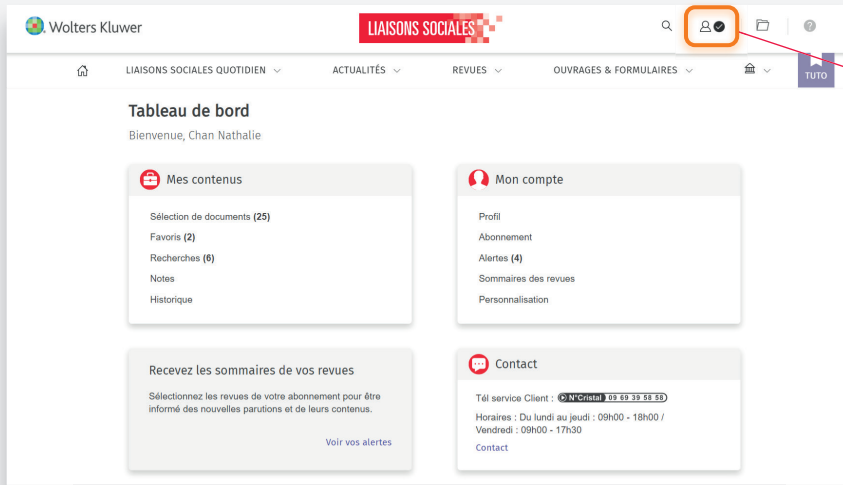 Wolters Kluwer
LIAISONS SOCIALES
LIAISONS SOCIALES QUOTIDIEN
ACTUALITÉS
REVUES
OUVRAGES & FORMULAIRES
TUTO
Tableau de bord
Bienvenue, Chan Nathalie
Mes contenus
Sélection de documents (25)
Favoris (2)
Recherches (6)
Notes
Historique
Mon compte
Profil
Abonnement
Alertes (4)
Sommaires des revues
Personnalisation
Recevez les sommaires de vos revues
Sélectionnez les revues de votre abonnement pour être
informé des nouvelles parutions et de leurs contenus.
Voir vos alertes
Contact
Tél service Client : N°Cristal 09 69 39 58 58
Horaires : Du lundi au jeudi : 09h00 - 18h00 /
Vendredi : 09h00 - 17h30
Contact